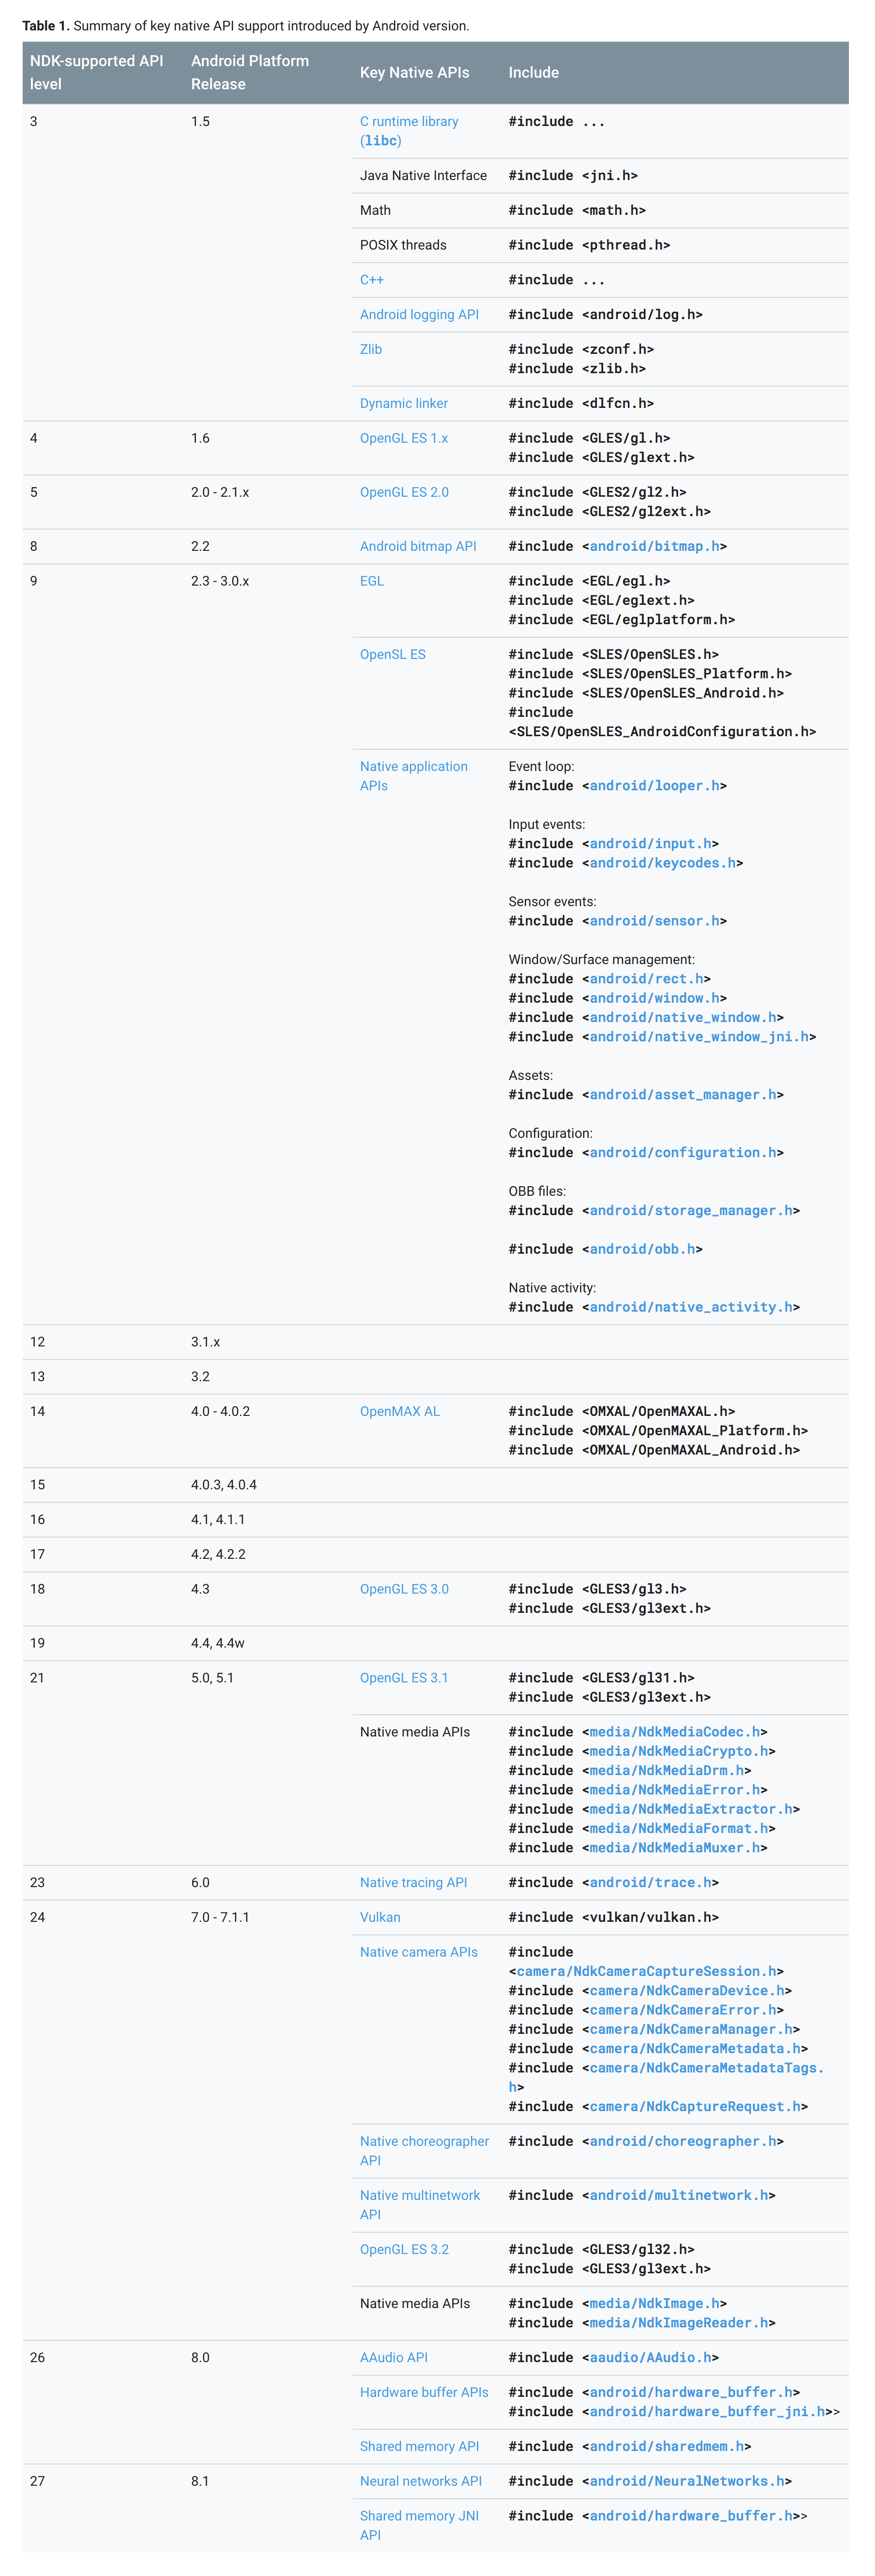 Table 1. Summary of key native API support introduced by Android version.
NDK-supported API level Android Platform Release Key Native APIs Include
3 1.5 C runtime library #include ...
(libc)
Java Native Interface #include <jni.h>
Math #include <math.h>
POSIX threads #include <pthread.h>
C++ #include ...
Android logging API #include <android/log.h>
Zlib #include <zconf.h>
#include <zlib.h>
Dynamic linker #include <dlfcn.h>
4 1.6 OpenGL ES 1.x #include <GLES/gl.h>
#include <GLES/glext.h>
5 2.0 - 2.1.x OpenGL ES 2.0 #include <GLES2/gl2.h>
#include <GLES2/gl2ext.h>
8 2.2 Android bitmap API #include <android/bitmap.h>
9 2.3 - 3.0.x EGL #include <EGL/egl.h>
#include <EGL/eglext.h>
#include <EGL/eglplatform.h>
OpenSL ES #include <SLES/OpenSLES.h>
#include <SLES/OpenSLES_Platform.h>
#include <SLES/OpenSLES_Android.h>
#include
<SLES/OpenSLES_AndroidConfiguration.h>
Native application Event loop:
APIs #include <android/looper.h>
Input events:
#include <android/input.h>
#include <android/keycodes.h>
Sensor events:
#include <android/sensor.h>
Window/Surface management:
#include <android/rect.h>
#include <android/window.h>
#include <android/native_window.h>
#include <android/native_window_jni.h>
Assets:
#include <android/asset_manager.h>
Configuration:
#include <android/configuration.h>
OBB files:
#include <android/storage_manager.h>
#include <android/obb.h>
Native activity:
#include <android/native_activity.h>
12 3.1.x
13 3.2
14 4.0 - 4.0.2 OpenMAX AL #include <OMXAL/OpenMAXAL.h>
#include <OMXAL/OpenMAXAL_Platform.h>
#include <OMXAL/OpenMAXAL_Android.h>
15 4.0.3, 4.0.4
16 4.1, 4.1.1
17 4.2, 4.2.2
18 4.3 OpenGL ES 3.0 #include <GLES3/gl3.h>
#include <GLES3/gl3ext.h>
19 4.4, 4.4w
21 5.0, 5.1 OpenGL ES 3.1 #include <GLES3/gl31.h>
#include <GLES3/gl3ext.h>
Native media APIs #include <media/NdkMediaCodec.h>
#include <media/NdkMediaCrypto.h>
#include <media/NdkMediaDrm.h>
#include <media/NdkMediaError.h>
#include <media/NdkMediaExtractor.h>
#include <media/NdkMediaFormat.h>
#include <media/NdkMediaMuxer.h>
23 6.0 Native tracing API #include <android/trace.h>
24 7.0 - 7.1.1 Vulkan #include <vulkan/vulkan.h>
Native camera APIs #include
<camera/NdkCameraCaptureSession.h>
#include <camera/NdkCameraDevice.h>
#include <camera/NdkCameraError.h>
#include <camera/NdkCameraManager.h>
#include <camera/NdkCameraMetadata.h>
#include <camera/NdkCameraMetadataTags.
h>
#include <camera/NdkCaptureRequest.h>
Native choreographer #include <android/choreographer.h>
API
Native multinetwork #include <android/multinetwork.h>
API
OpenGL ES 3.2 #include <GLES3/gl32.h>
#include <GLES3/gl3ext.h>
Native media APIs #include <media/NdkImage.h>
#include <media/NdkImageReader.h>
26 8.0 AAudio API #include <aaudio/AAudio.h>
Hardware buffer APIs #include <android/hardware_buffer.h>
#include <android/hardware_buffer_jni.h>>
Shared memory API #include <android/sharedmem.h>
27 8.1 Neural networks API #include <android/NeuralNetworks.h>
Shared memory JNI #include <android/hardware_buffer.h>>
API